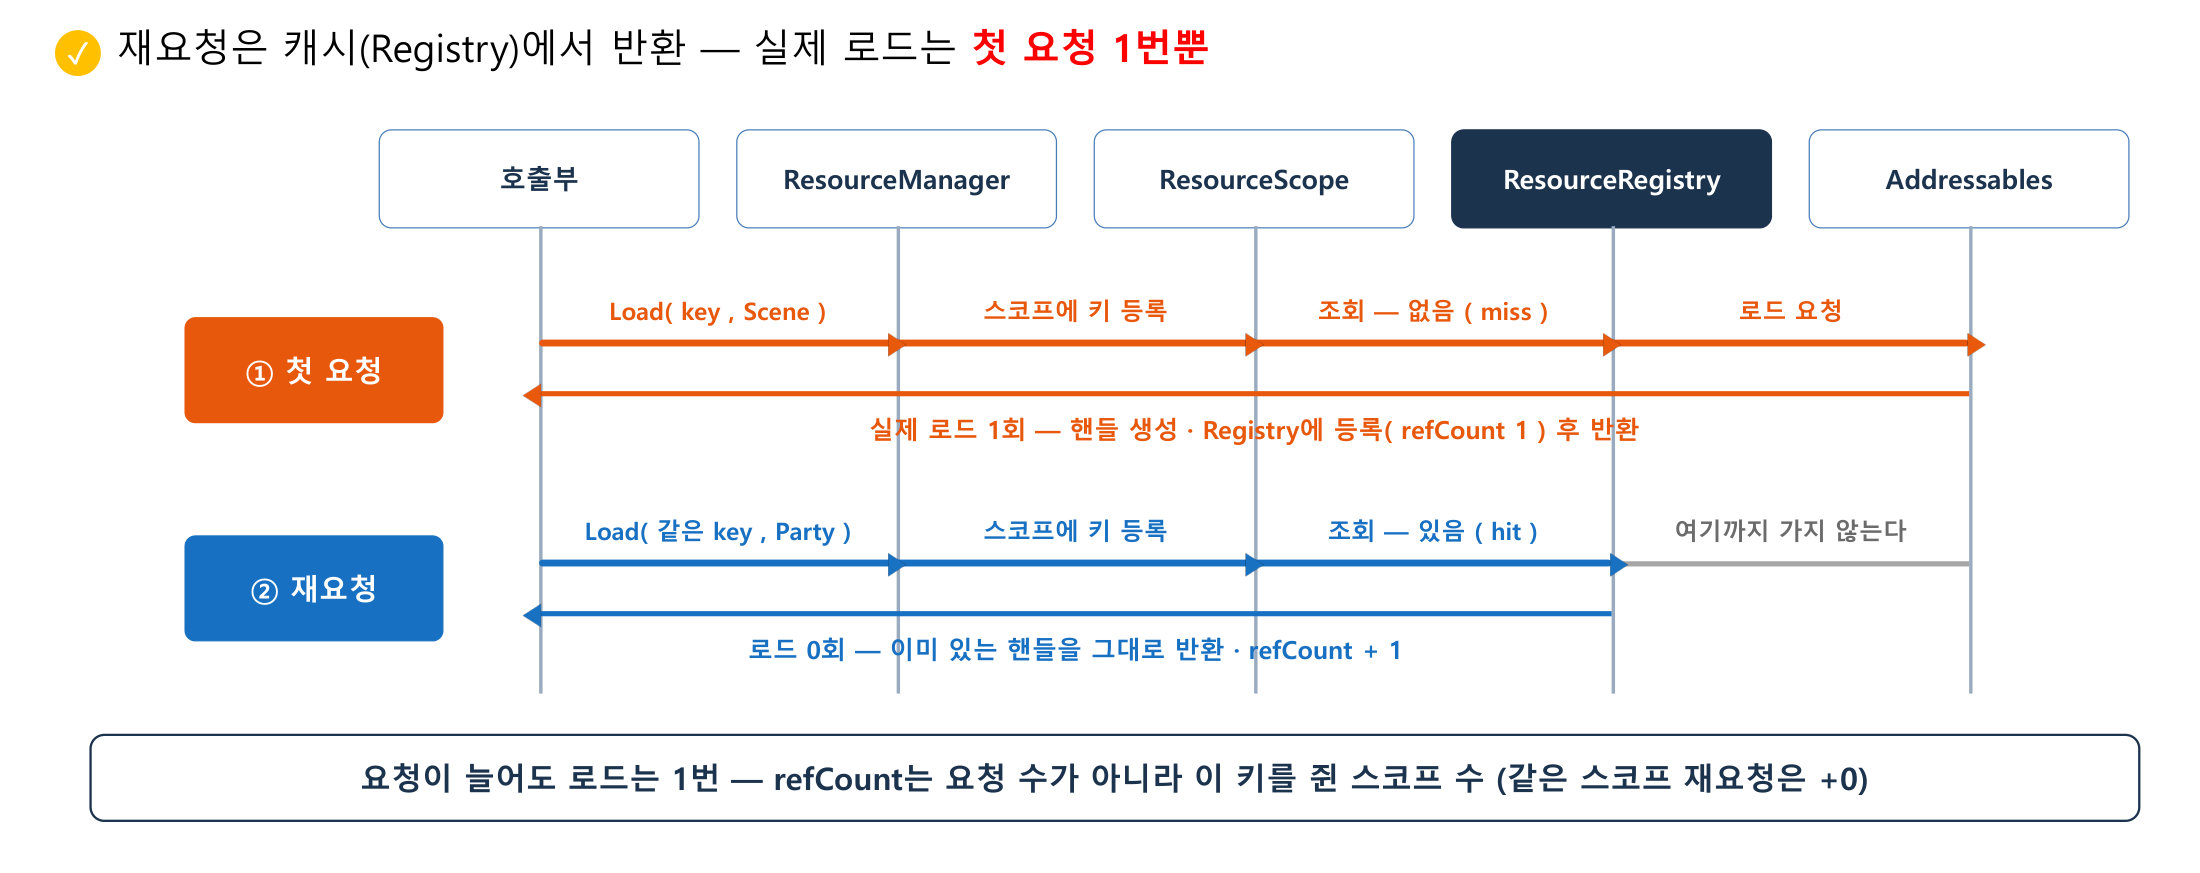 재요청은 캐시(Registry)에서 반환 — 실제 로드는 첫 요청 1번뿐
호출부
ResourceManager
ResourceScope
ResourceRegistry
Addressables
① 첫 요청
Load( key , Scene )
스코프에 키 등록
조회 — 없음 ( miss )
로드 요청
실제 로드 1회 — 핸들 생성 · Registry에 등록( refCount 1 ) 후 반환
② 재요청
Load( 같은 key , Party )
스코프에 키 등록
조회 — 있음 ( hit )
여기까지 가지 않는다
로드 0회 — 이미 있는 핸들을 그대로 반환 · refCount + 1
요청이 늘어도 로드는 1번 — refCount는 요청 수가 아니라 이 키를 쥔 스코프 수 (같은 스코프 재요청은 +0)